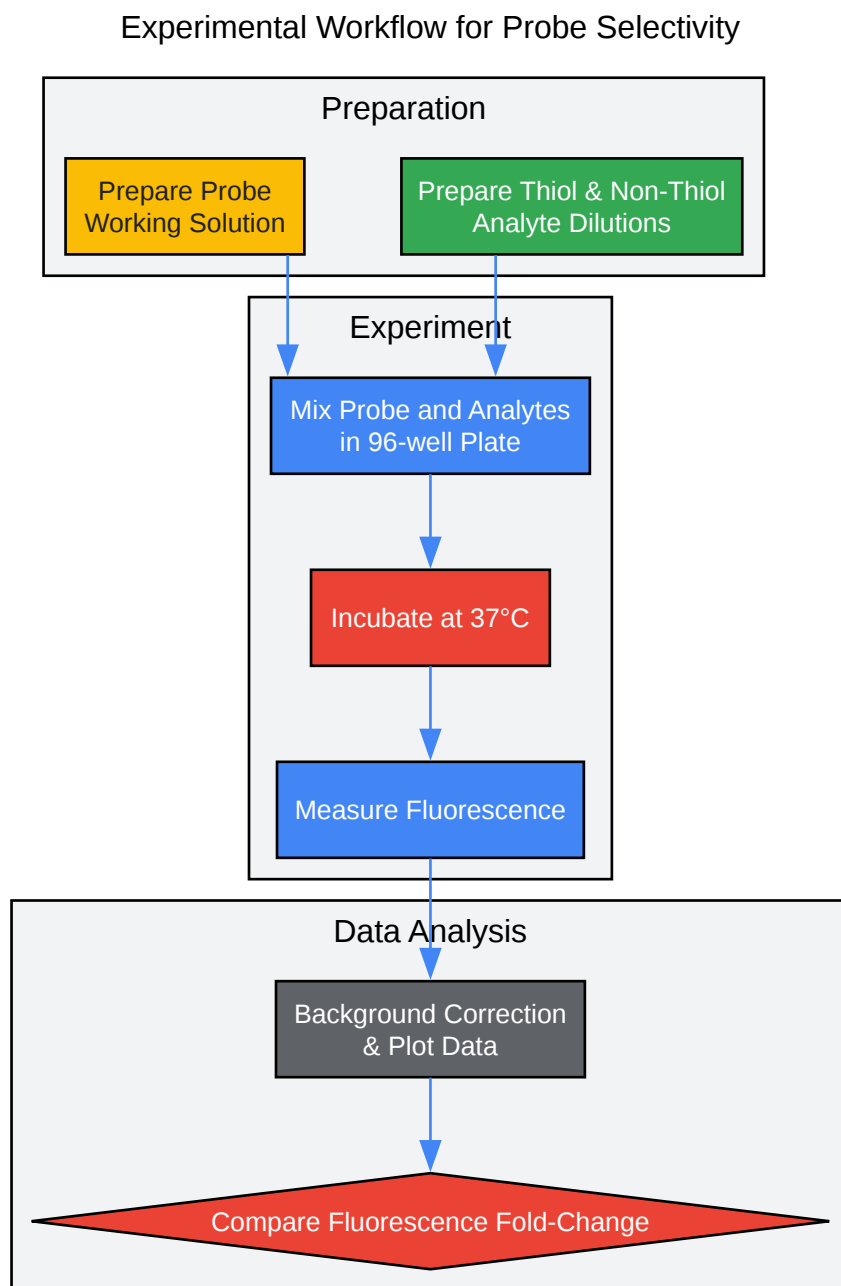 Experimental Workflow for Probe Selectivity
Preparation
Prepare Probe
Working Solution
Prepare Thiol & Non-Thiol
Analyte Dilutions
Experiment
Mix Probe and Analytes
in 96-well Plate
Incubate at 37°C
Measure Fluorescence
Data Analysis
Background Correction
& Plot Data
Compare Fluorescence Fold-Change